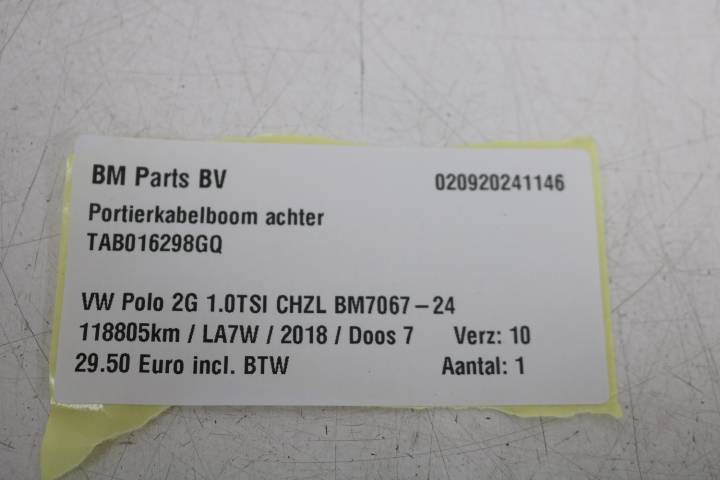 BM Parts BV 020920241146
Portierkabelboom achter
TAB016298GQ
VW Polo 2G 1.0TSI CHZL BM7067-24
118805km / LA7W / 2018 / Doos 7 Verz: 10
29.50 Euro incl. BTW Aantal: 1